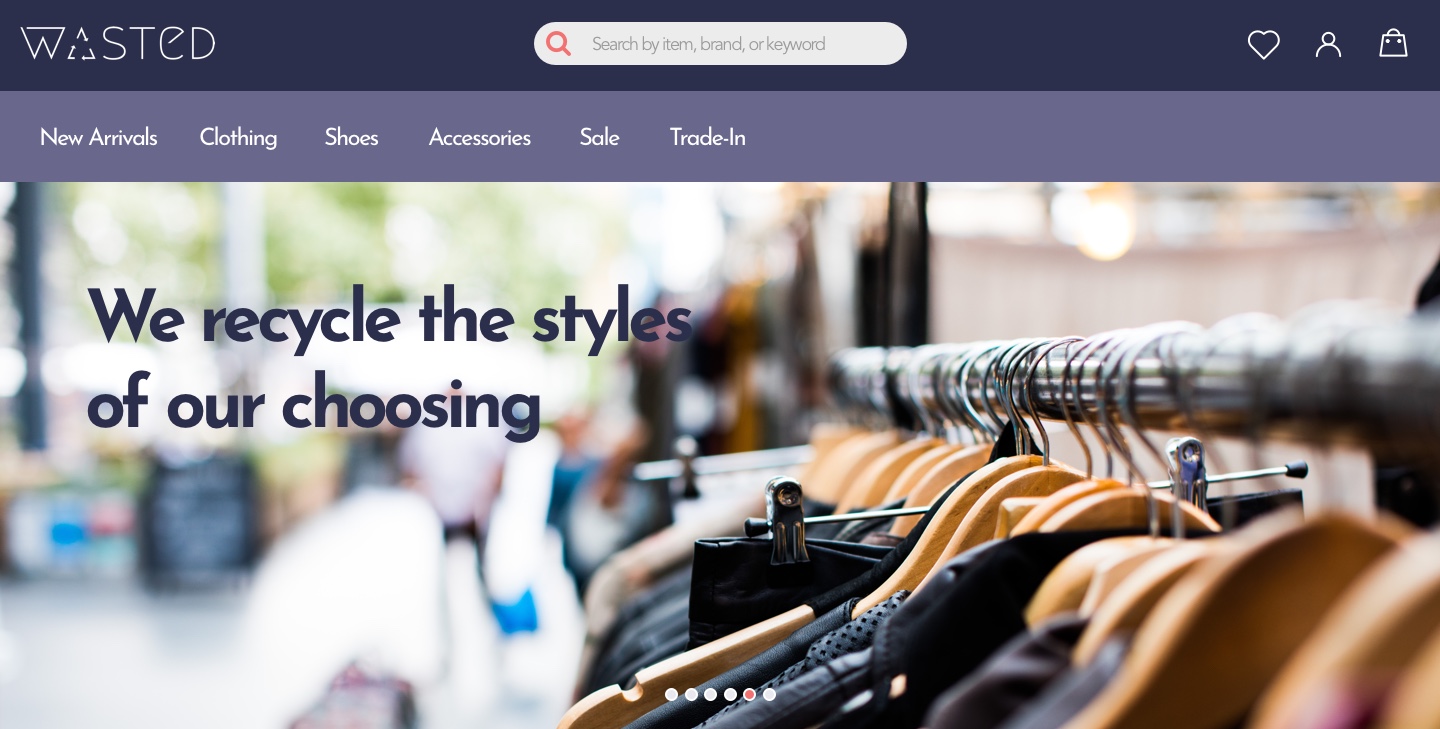 WASTED
Search by item, brand, or keyword
New Arrivals Clothing Shoes Accessories Sale Trade-In
We recycle the styles
of our choosing